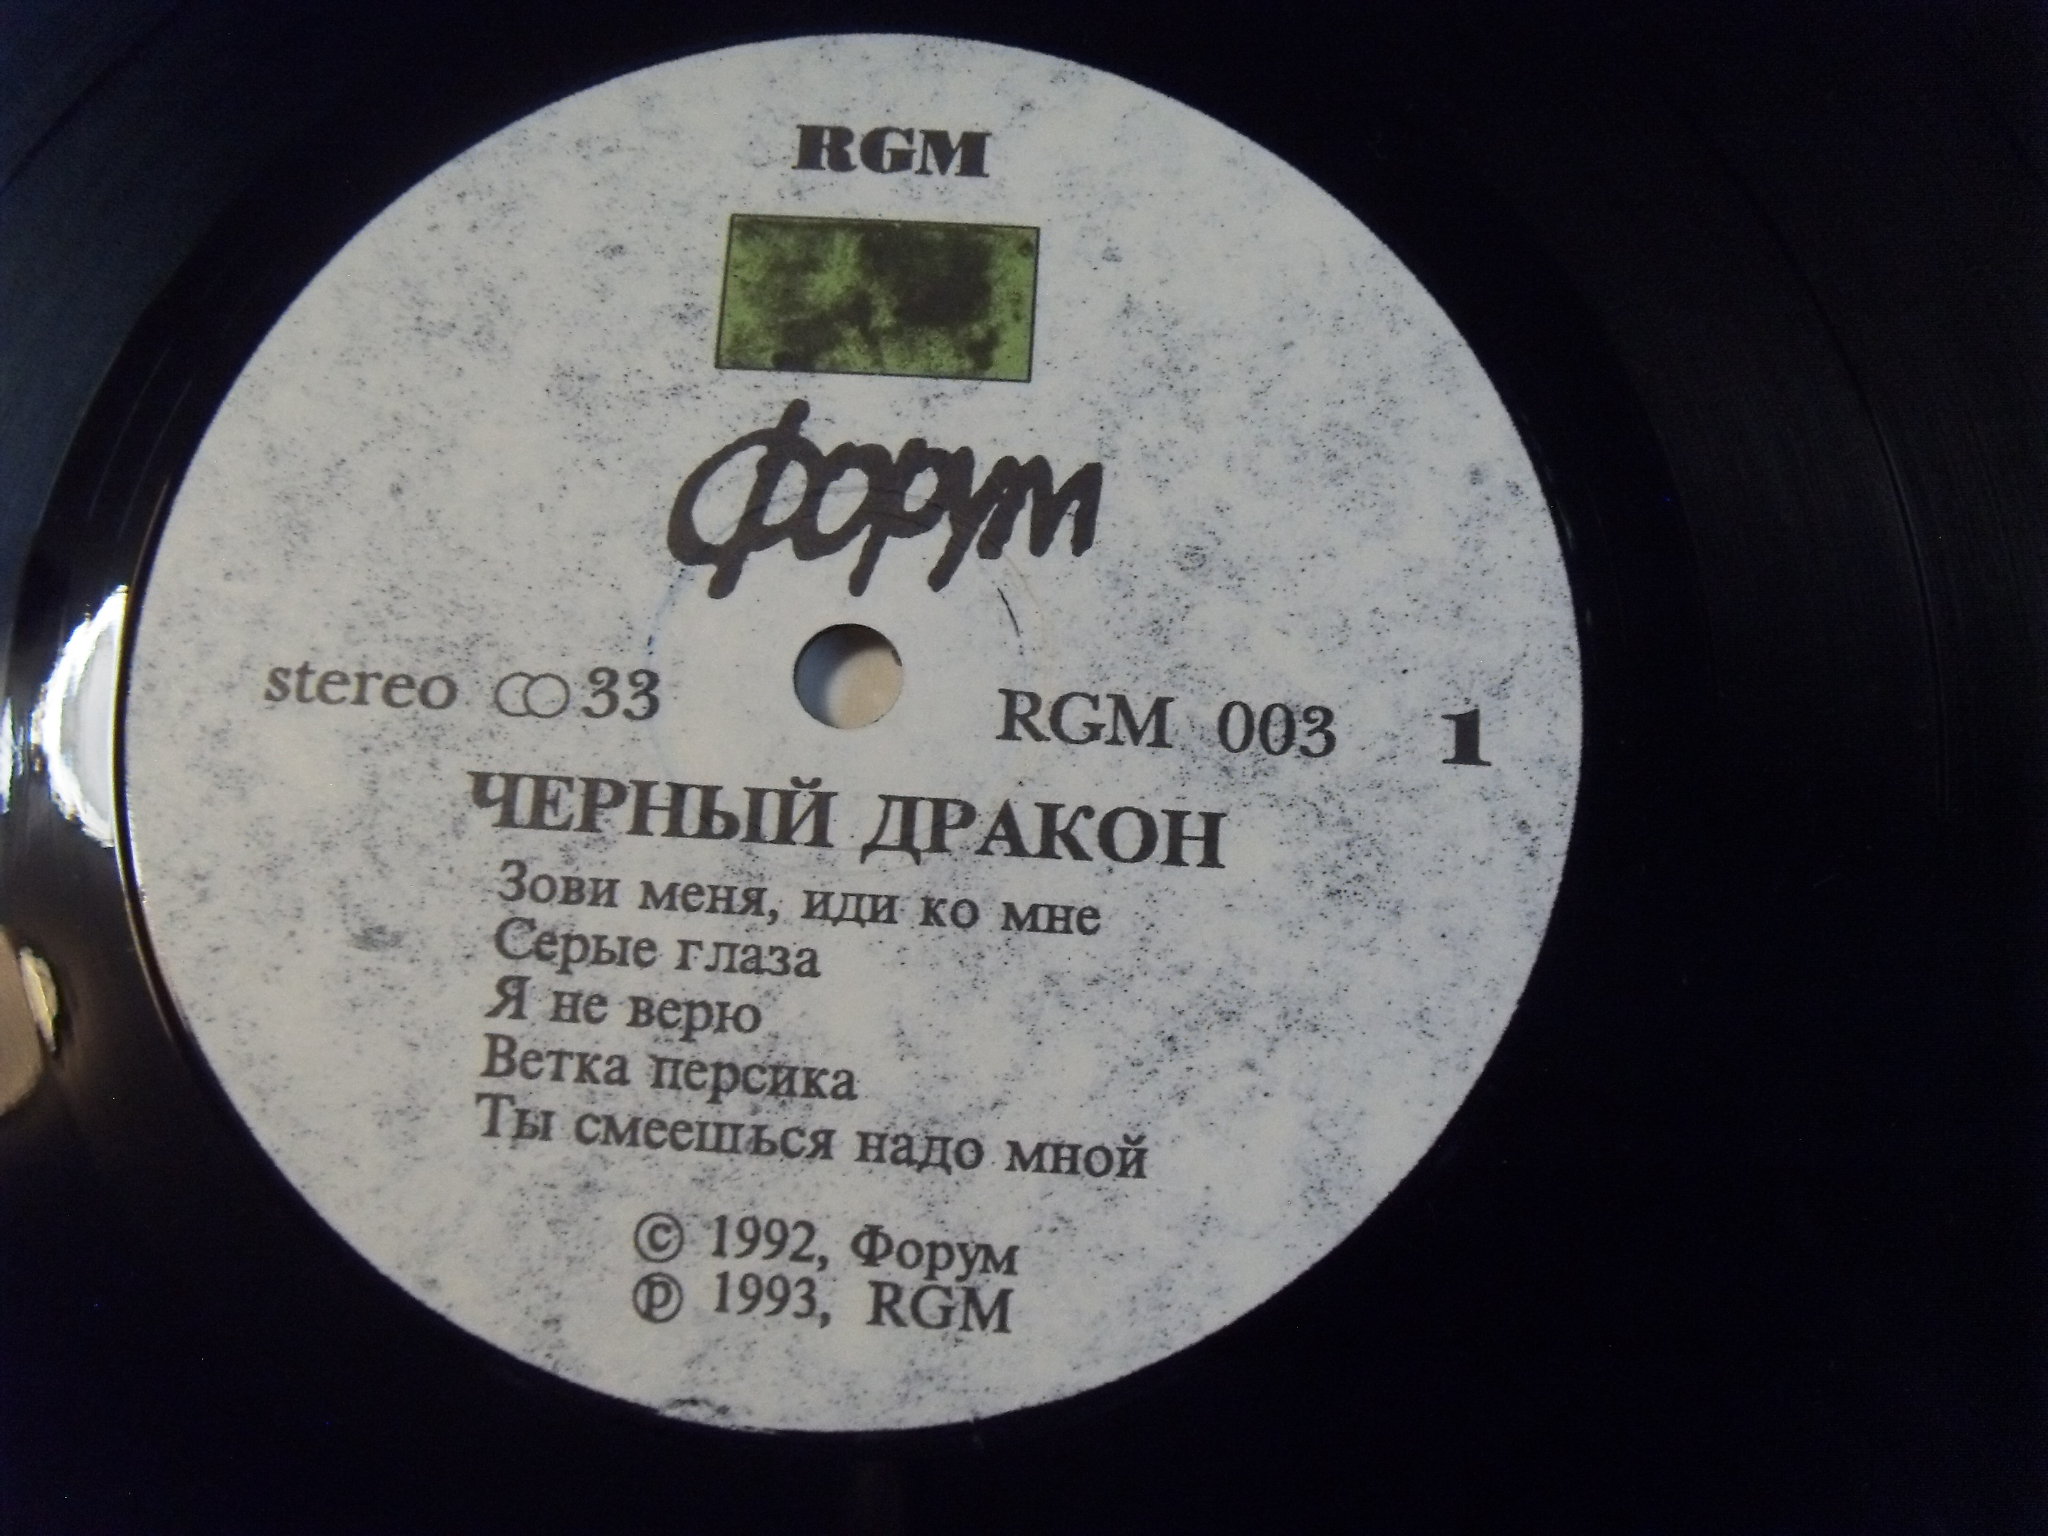 RGM
Форум
stereo 33 RGM 003 1
ЧЕРНЫЙ ДРАКОН
Зови меня, иди ко мне
Серые глаза
Я не верю
Ветка персика
Ты смеешься надо мной
© 1992, Форум
℗ 1993, RGM